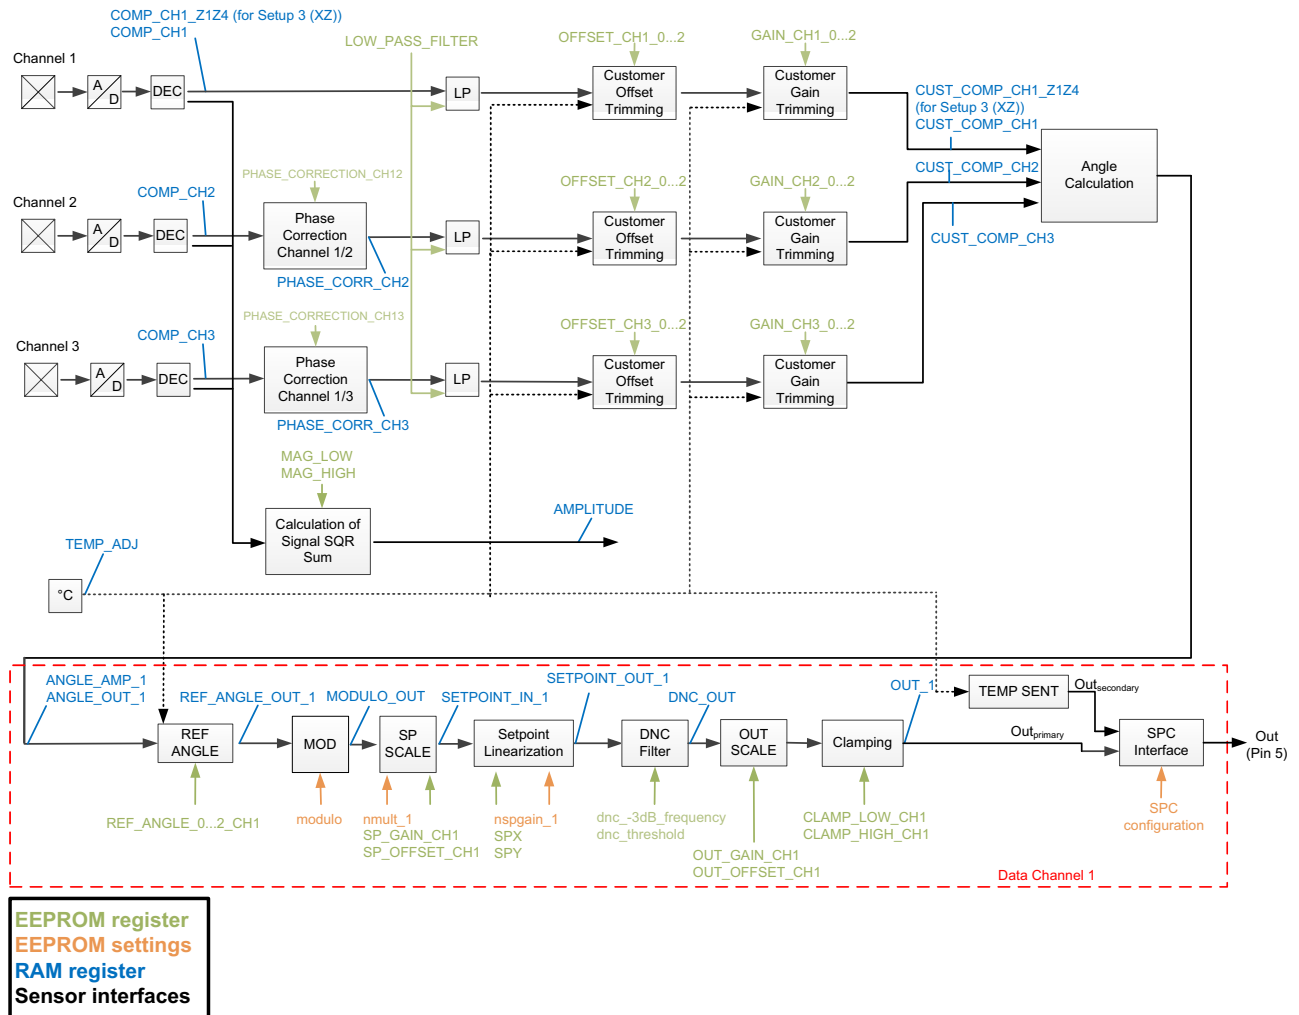 COMP_CH1_Z1Z4 (for Setup 3 (XZ))
COMP_CH1
LOW_PASS_FILTER
OFFSET_CH1_0...2
GAIN_CH1_0...2
Channel 1
A
D
DEC
LP
Customer
Offset
Trimming
Customer
Gain
Trimming
CUST_COMP_CH1_Z1Z4
(for Setup 3 (XZ))
CUST_COMP_CH1
Angle
Calculation
PHASE_CORRECTION_CH12
COMP_CH2
OFFSET_CH2_0...2
GAIN_CH2_0...2
CUST_COMP_CH2
Channel 2
A
D
DEC
Phase
Correction
Channel 1/2
LP
Customer
Offset
Trimming
Customer
Gain
Trimming
CUST_COMP_CH3
PHASE_CORR_CH2
PHASE_CORRECTION_CH13
COMP_CH3
OFFSET_CH3_0...2
GAIN_CH3_0...2
Channel 3
A
D
DEC
Phase
Correction
Channel 1/3
LP
Customer
Offset
Trimming
Customer
Gain
Trimming
PHASE_CORR_CH3
MAG_LOW
MAG_HIGH
Calculation of
Signal SQR
Sum
AMPLITUDE
TEMP_ADJ
°C
ANGLE_AMP_1
ANGLE_OUT_1
REF_ANGLE_OUT_1
MODULO_OUT
SETPOINT_IN_1
SETPOINT_OUT_1
DNC_OUT
OUT_1
TEMP SENT
Outsecondary
REF
ANGLE
MOD
SP
SCALE
Setpoint
Linearization
DNC
Filter
OUT
SCALE
Clamping
Outprimary
SPC
Interface
Out
(Pin 5)
REF_ANGLE_0...2_CH1
modulo
nmult_1
SP_GAIN_CH1
SP_OFFSET_CH1
nspgain_1
SPX
SPY
dnc_-3dB_frequency
dnc_threshold
OUT_GAIN_CH1
OUT_OFFSET_CH1
CLAMP_LOW_CH1
CLAMP_HIGH_CH1
SPC
configuration
Data Channel 1
EEPROM register
EEPROM settings
RAM register
Sensor interfaces